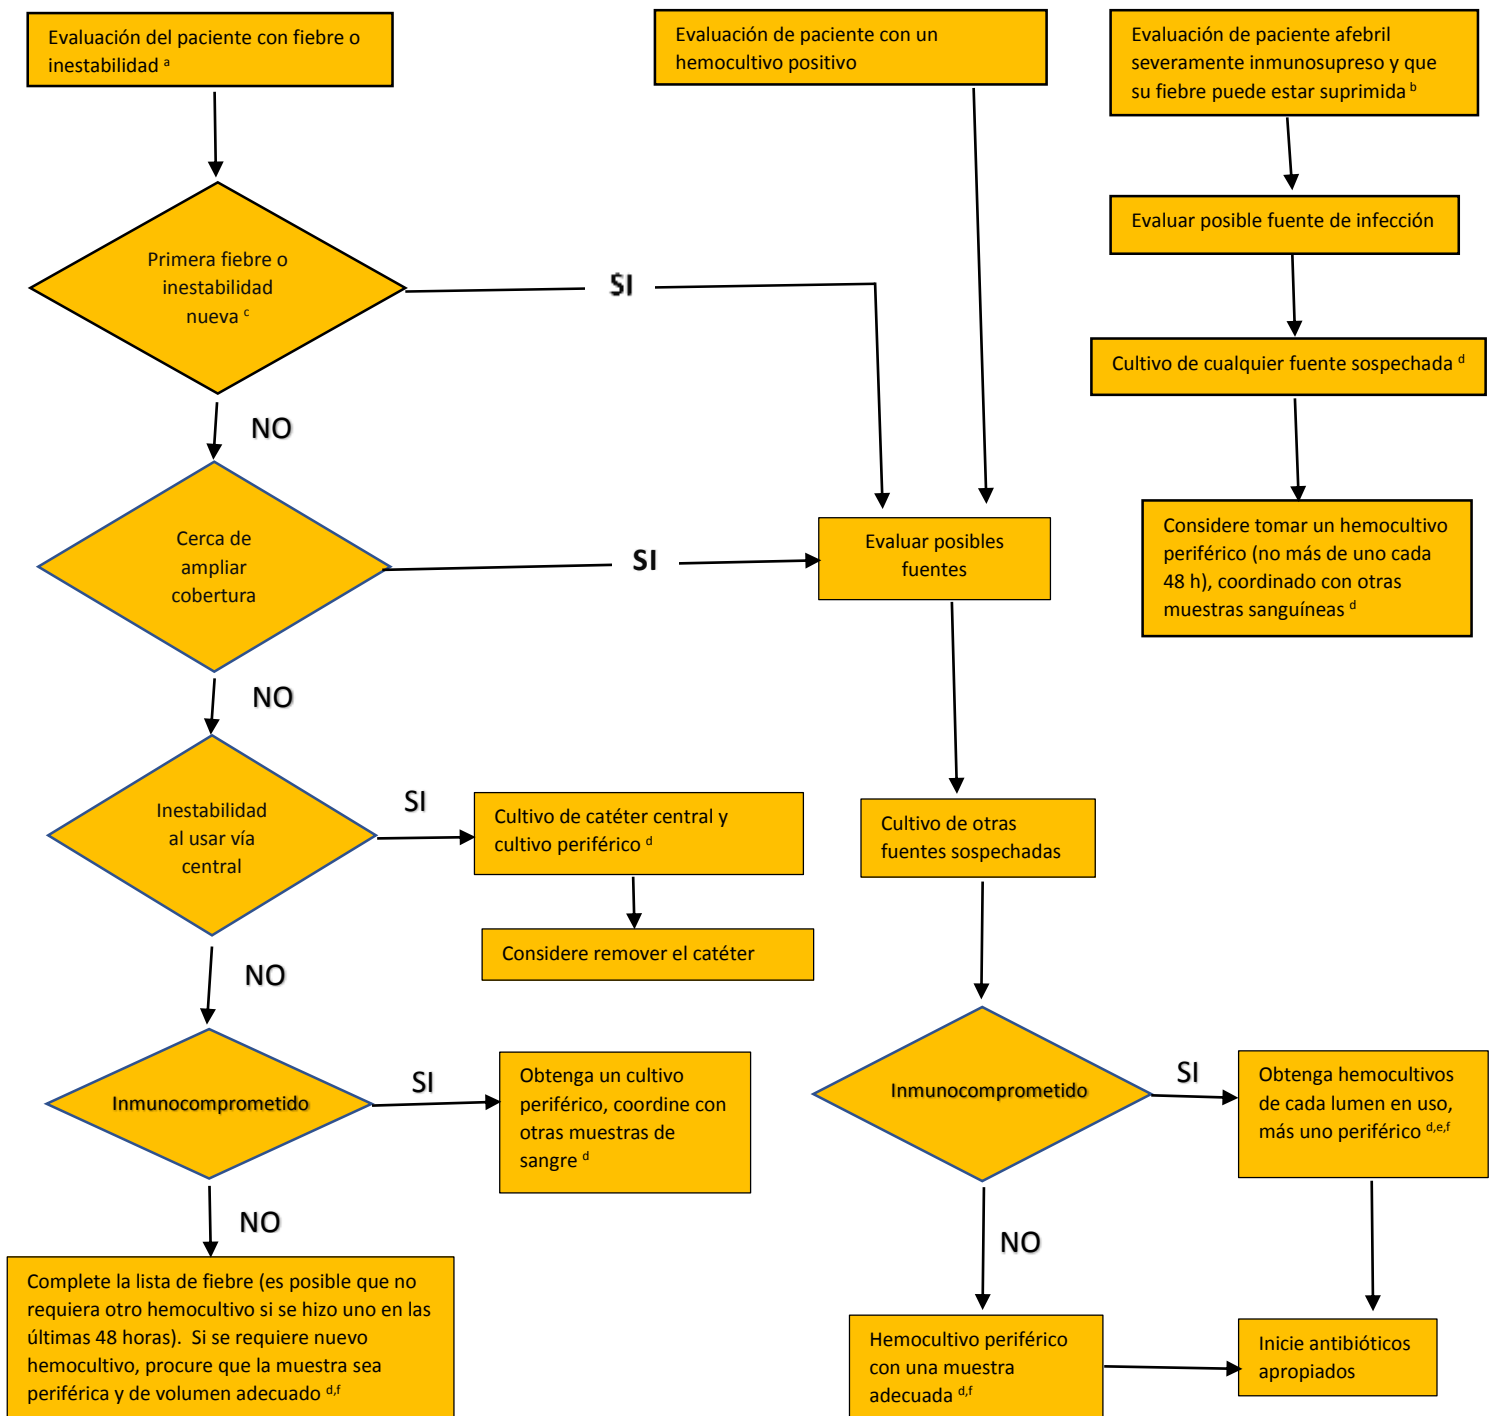 Evaluación del paciente con fiebre o
inestabilidad ᵃ
Evaluación de paciente con un
hemocultivo positivo
Evaluación de paciente afebril
severamente inmunosupreso y que
su fiebre puede estar suprimida ᵇ
Evaluar posible fuente de infección
Primera fiebre o
inestabilidad
nueva ᶜ
SI
Cultivo de cualquier fuente sospechada ᵈ
NO
Cerca de
ampliar
cobertura
SI
Evaluar posibles
fuentes
Considere tomar un hemocultivo
periférico (no más de uno cada
48 h), coordinado con otras
muestras sanguíneas ᵈ
NO
Inestabilidad
al usar vía
central
SI
Cultivo de catéter central y
cultivo periférico ᵈ
Cultivo de otras
fuentes sospechadas
Considere remover el catéter
NO
Inmunocomprometido
SI
Obtenga un cultivo
periférico, coordine con
otras muestras de
sangre ᵈ
Inmunocomprometido
SI
Obtenga hemocultivos
de cada lumen en uso,
más uno periférico ᵈ,ᵉ,ᶠ
NO
NO
Complete la lista de fiebre (es posible que no
requiera otro hemocultivo si se hizo uno en las
últimas 48 horas).  Si se requiere nuevo
hemocultivo, procure que la muestra sea
periférica y de volumen adecuado ᵈ,ᶠ
Hemocultivo periférico
con una muestra
adecuada ᵈ,ᶠ
Inicie antibióticos
apropiados